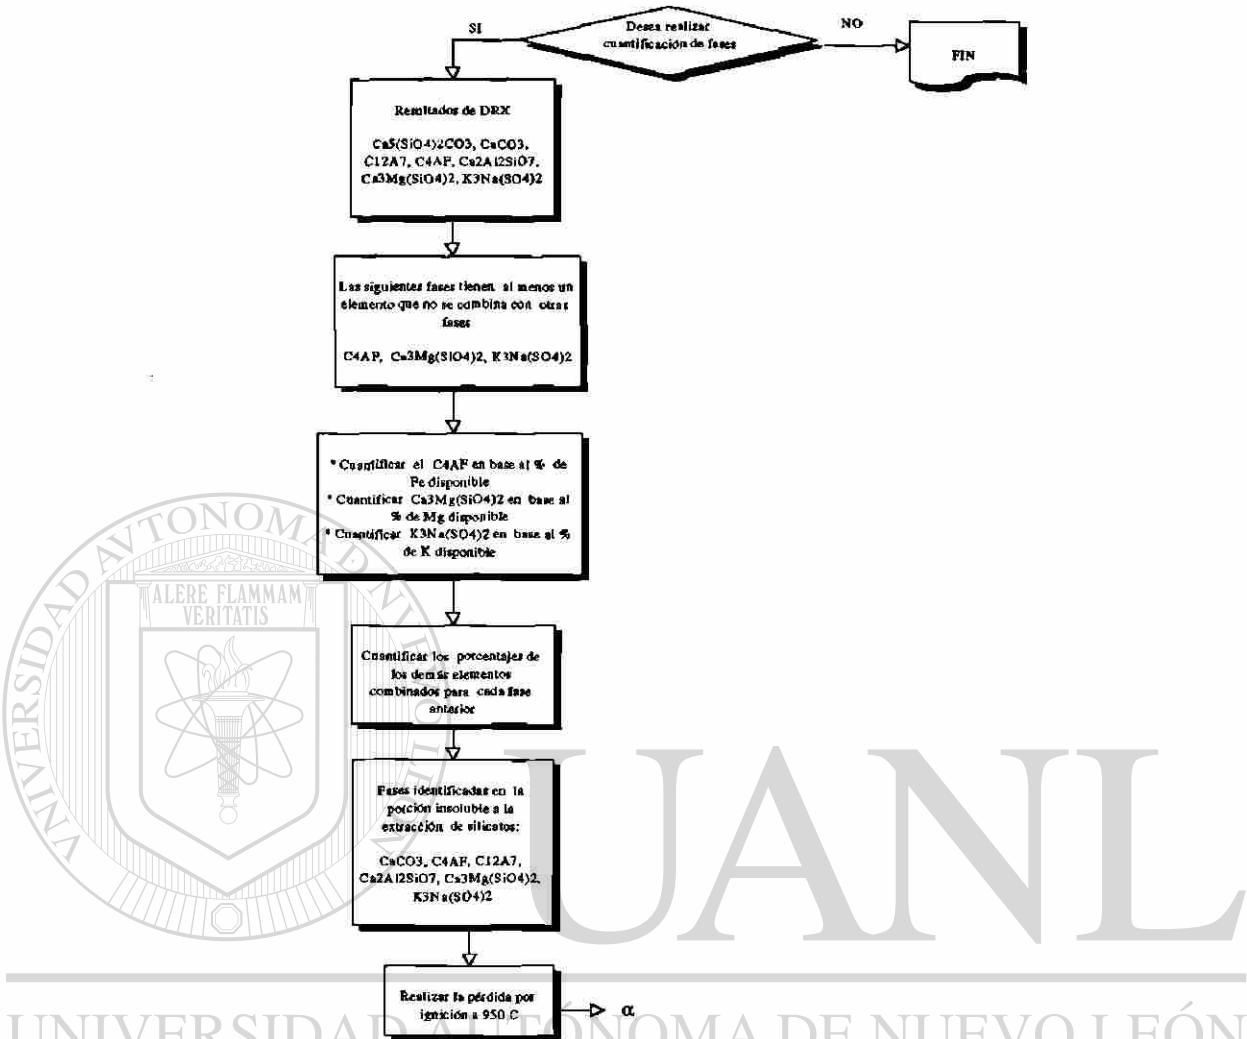 SI
Desea realizar
cuantificación de fases
NO
FIN
Resultados de DRX
Ca5(SiO4)2CO3, CaCO3,
C12A7, C4AF, Ca2Al2SiO7,
Ca3Mg(SiO4)2, K3Na(SO4)2
Las siguientes fases tienen al menos un
elemento que no se combina con otras
fases
C4AF, Ca3Mg(SiO4)2, K3Na(SO4)2
* Cuantificar el C4AF en base al % de
Fe disponible
* Cuantificar Ca3Mg(SiO4)2 en base al
% de Mg disponible
* Cuantificar K3Na(SO4)2 en base al %
de K disponible
Cuantificar los porcentajes de
los demás elementos
combinados para cada fase
anterior
Fases identificadas en la
porción insoluble a la
extracción de silicatos:
CaCO3, C4AF, C12A7,
Ca2Al2SiO7, Ca3Mg(SiO4)2,
K3Na(SO4)2
Realizar la pérdida por
ignición a 950 C
α
UNIVERSIDAD AUTONOMA DE NUEVO LEON
ALERE FLAMMAM
VERITATIS
UANL
UNIVERSIDAD AUTÓNOMA DE NUEVO LEÓN